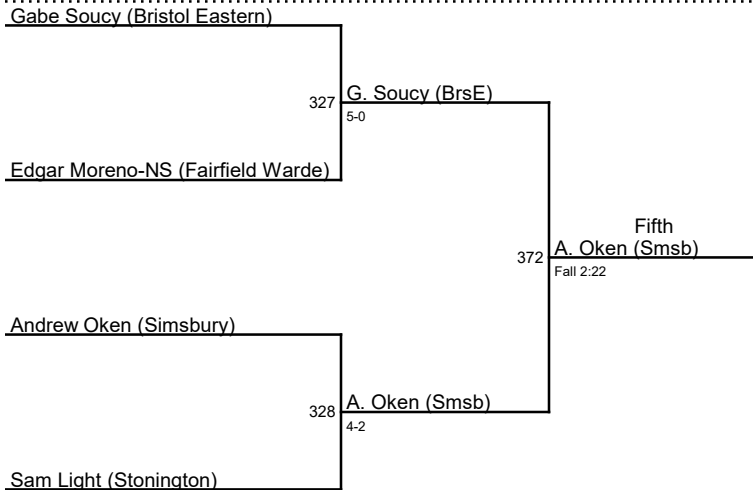 Gabe Soucy (Bristol Eastern)
327
G. Soucy (BrsE)
5-0
Edgar Moreno-NS (Fairfield Warde)
Fifth
372
A. Oken (Smsb)
Fall 2:22
Andrew Oken (Simsbury)
328
A. Oken (Smsb)
4-2
Sam Light (Stonington)